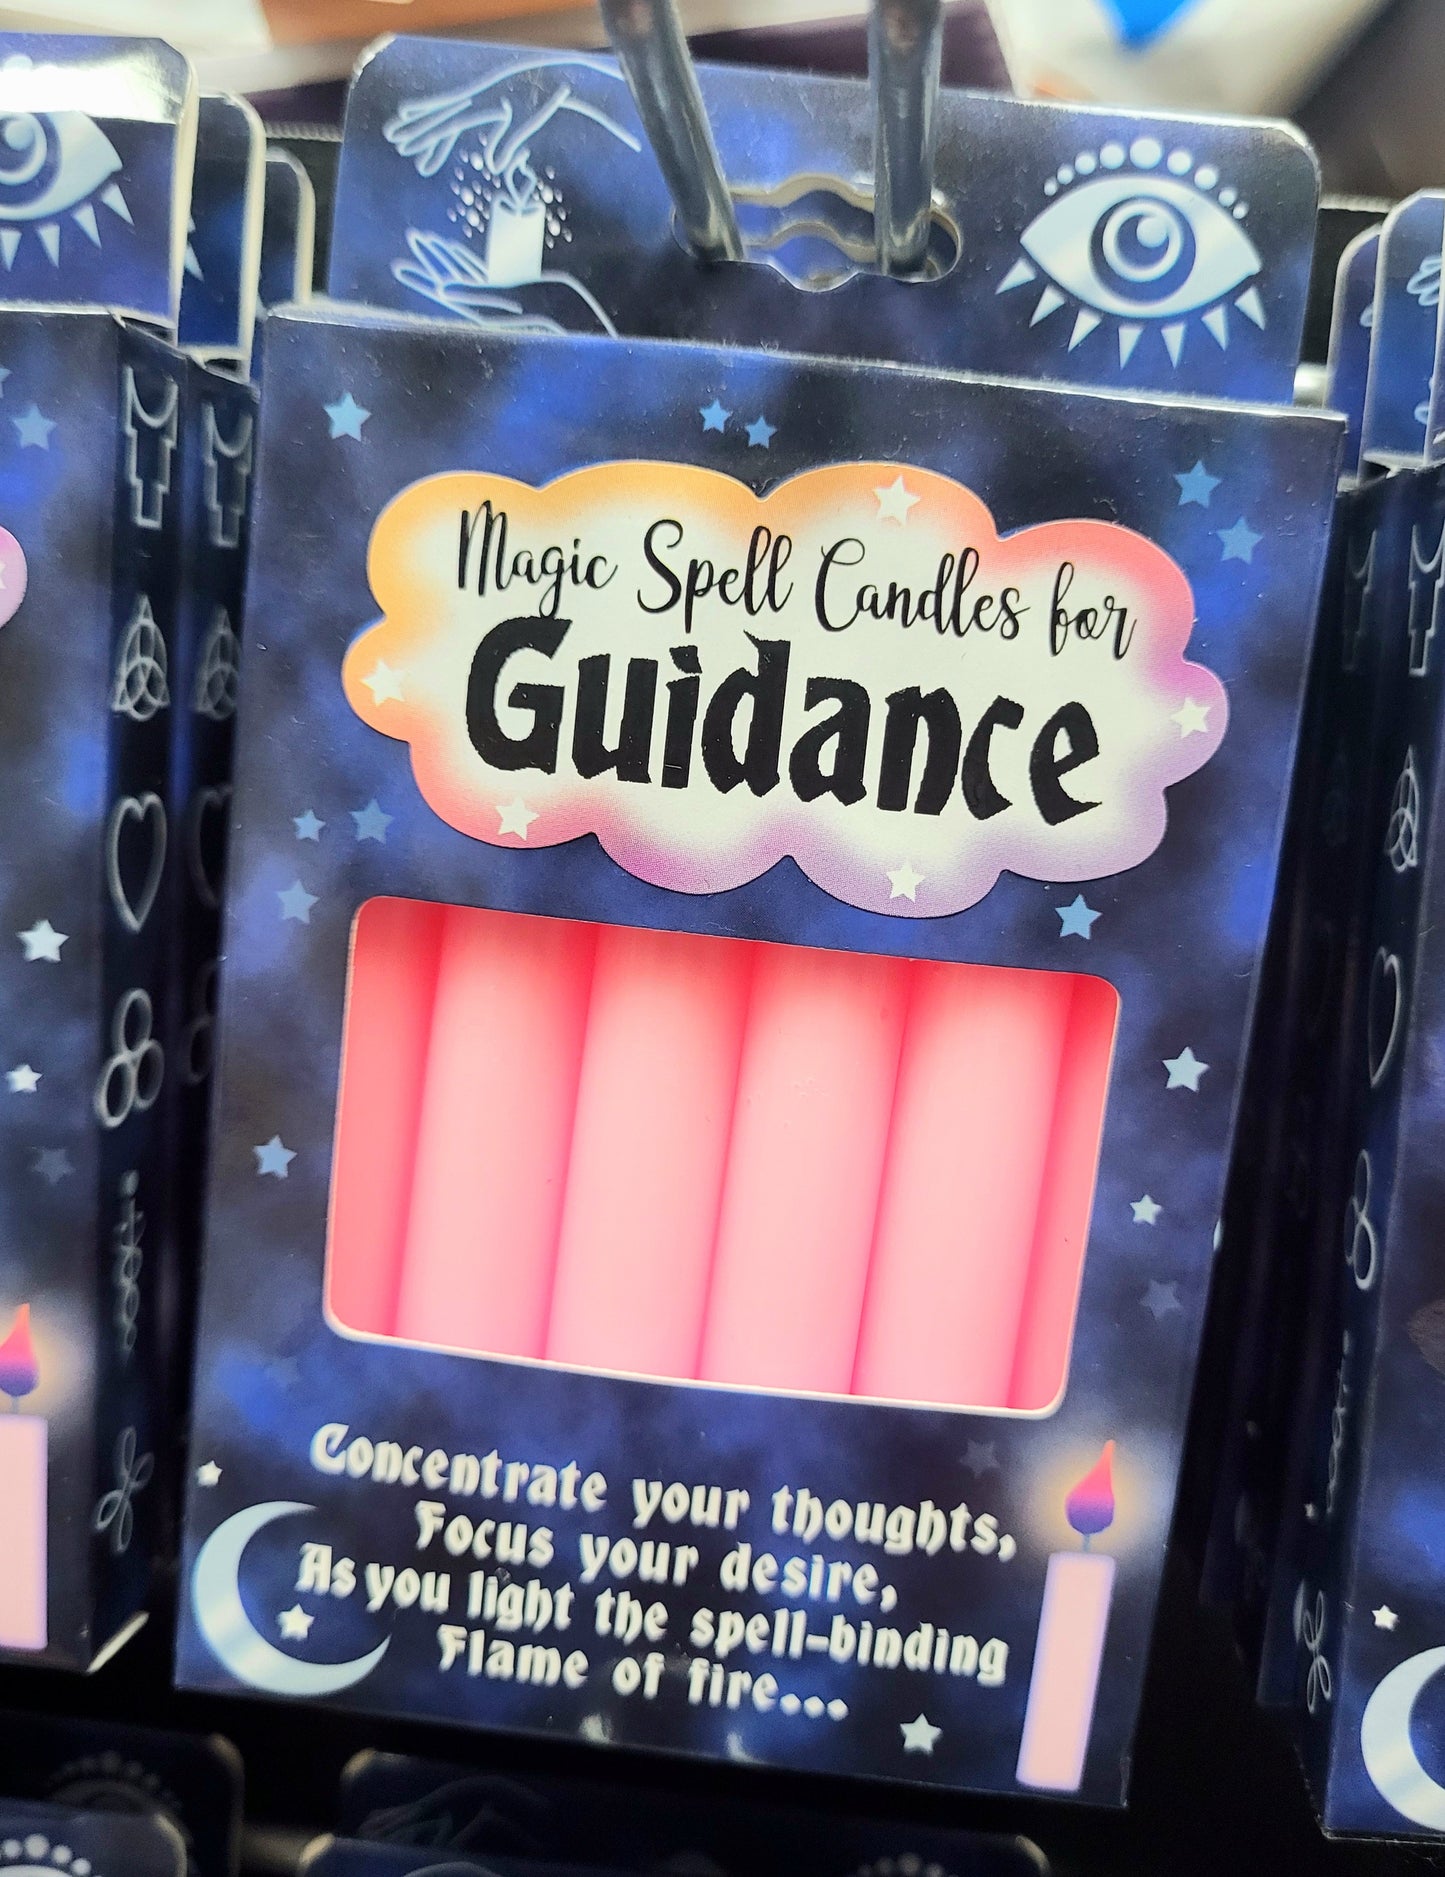 Magic Spell Candles for
Guidance
Concentrate your thoughts,
Focus your desire,
As you light the spell-binding
Flame of fire...